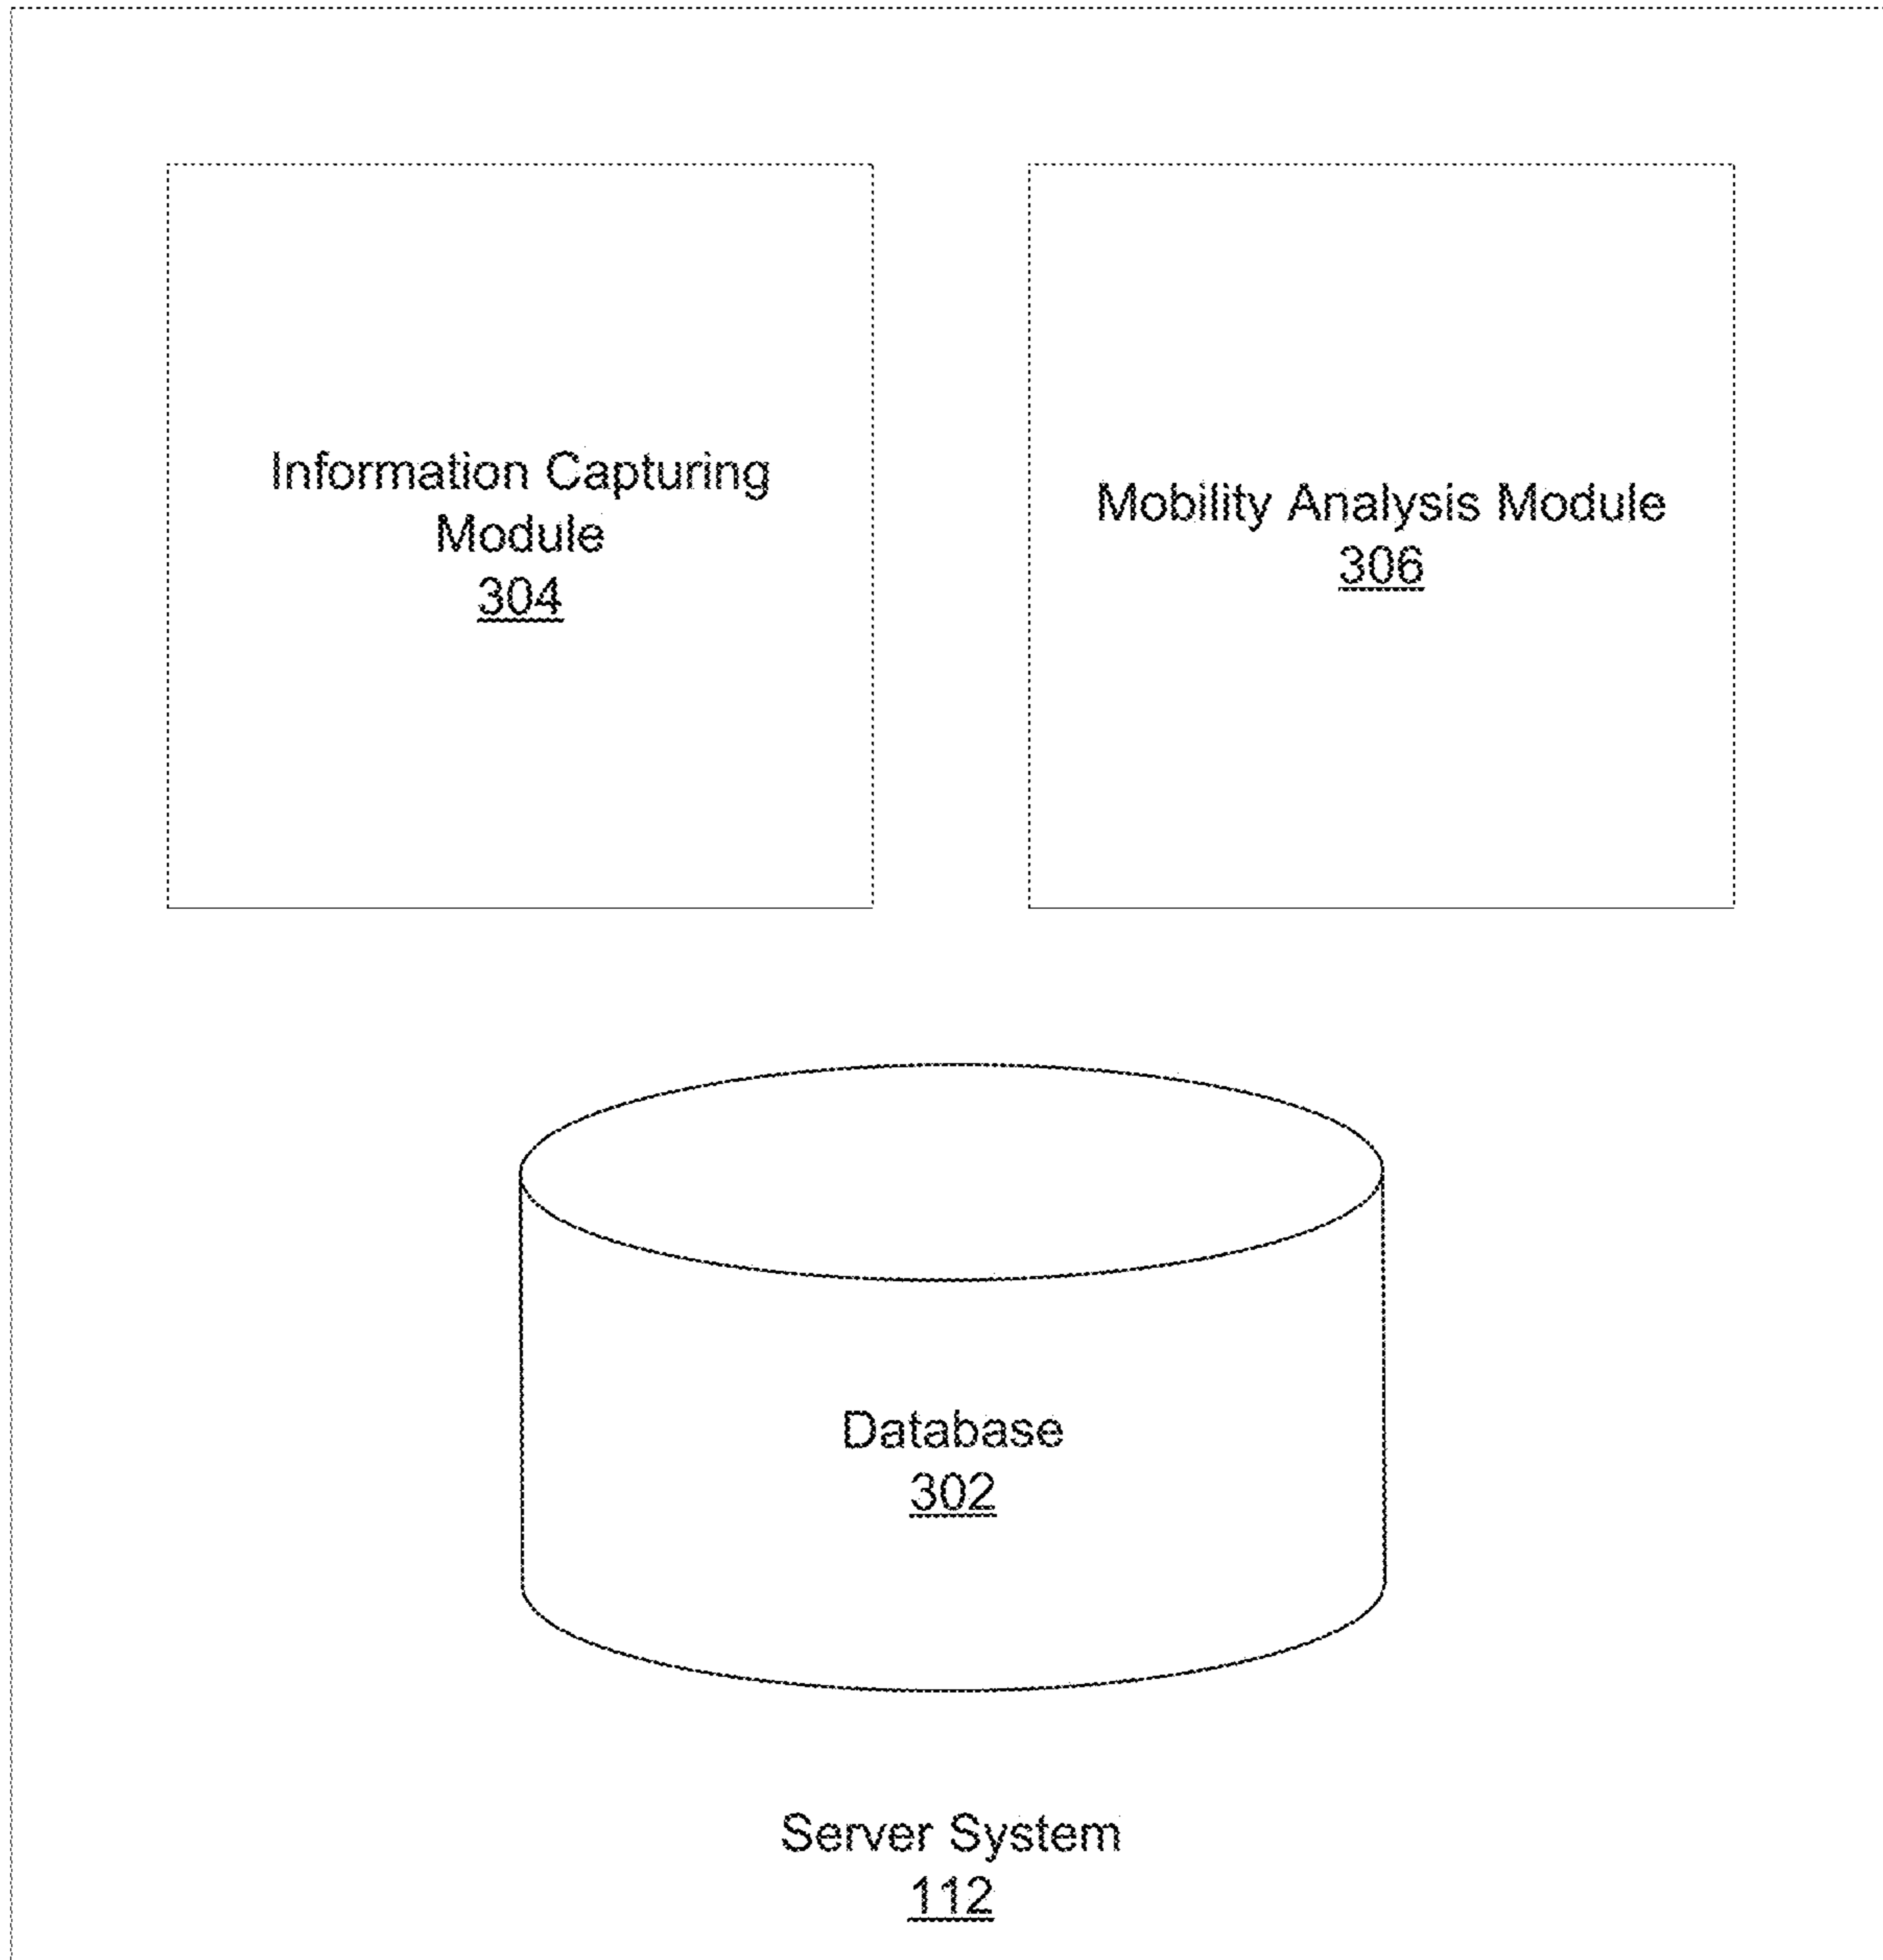 Information Capturing
Module
304
Mobility Analysis Module
306
Database
302
Server System
112